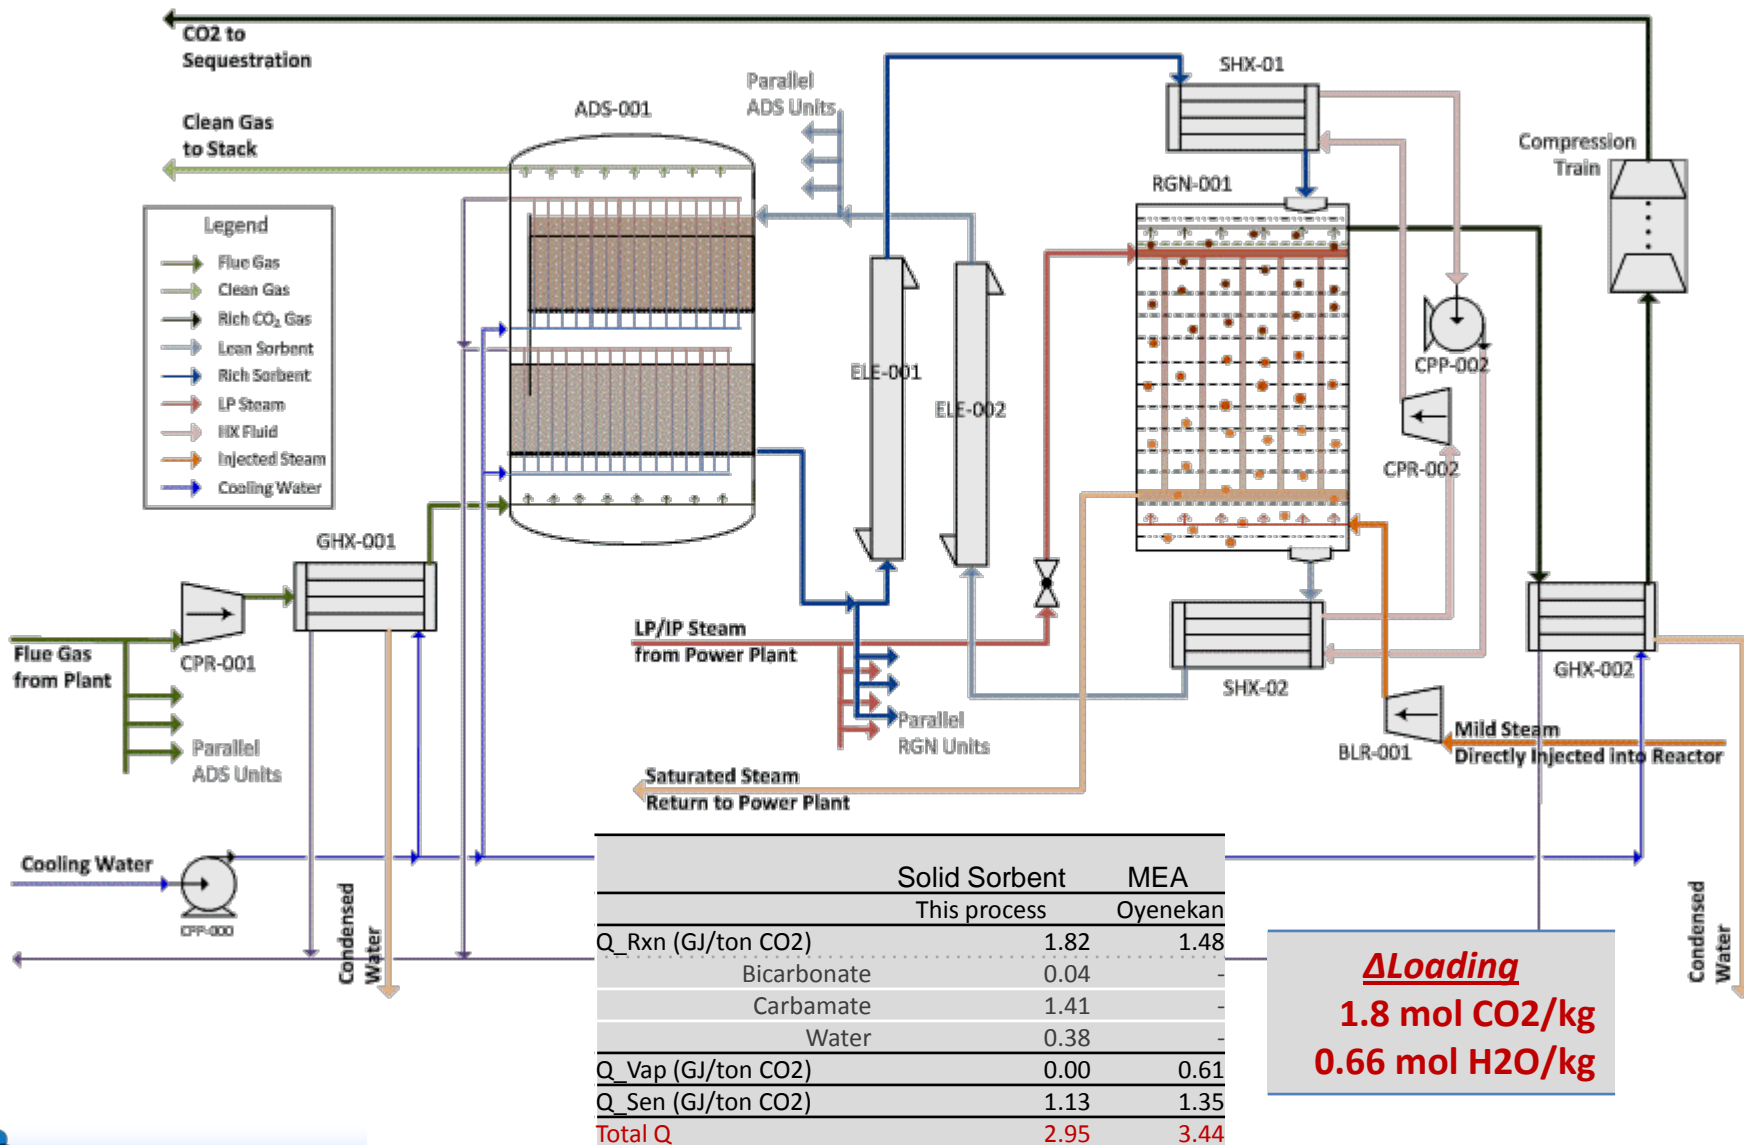 CO2 to
Sequestration
Clean Gas
to Stack
Legend
Flue Gas
Clean Gas
Rich CO₂ Gas
Lean Sorbent
Rich Sorbent
LP Steam
HX Fluid
Injected Steam
Cooling Water
ADS-001
Parallel
ADS Units
SHX-01
RGN-001
Compression
Train
ELE-001
ELE-002
CPP-002
CPR-002
GHX-001
CPR-001
Flue Gas
from Plant
Parallel
ADS Units
LP/IP Steam
from Power Plant
Parallel
RGN Units
SHX-02
GHX-002
BLR-001
Mild Steam
Directly Injected into Reactor
Saturated Steam
Return to Power Plant
Cooling Water
CPP-000
Condensed
Water
Condensed
Water
Solid Sorbent MEA
This process Oyenekan
Q_Rxn (GJ/ton CO2) 1.82 1.48
Bicarbonate 0.04 -
Carbamate 1.41 -
Water 0.38 -
Q_Vap (GJ/ton CO2) 0.00 0.61
Q_Sen (GJ/ton CO2) 1.13 1.35
Total Q 2.95 3.44
ΔLoading
1.8 mol CO2/kg
0.66 mol H2O/kg